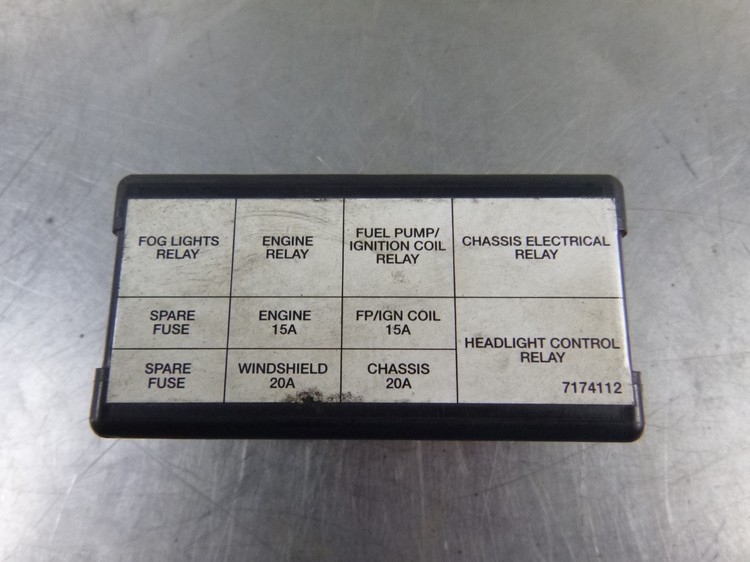 FOG LIGHTS
RELAY
ENGINE
RELAY
FUEL PUMP/
IGNITION COIL
RELAY
CHASSIS ELECTRICAL
RELAY
SPARE
FUSE
ENGINE
15A
FP/IGN COIL
15A
HEADLIGHT CONTROL
RELAY
SPARE
FUSE
WINDSHIELD
20A
CHASSIS
20A
7174112